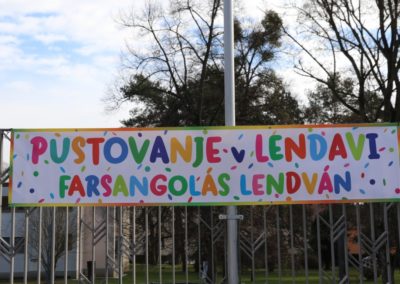 PUSTOVANJE v LENDAVI
FARSANGOLÁS LENDVÁN